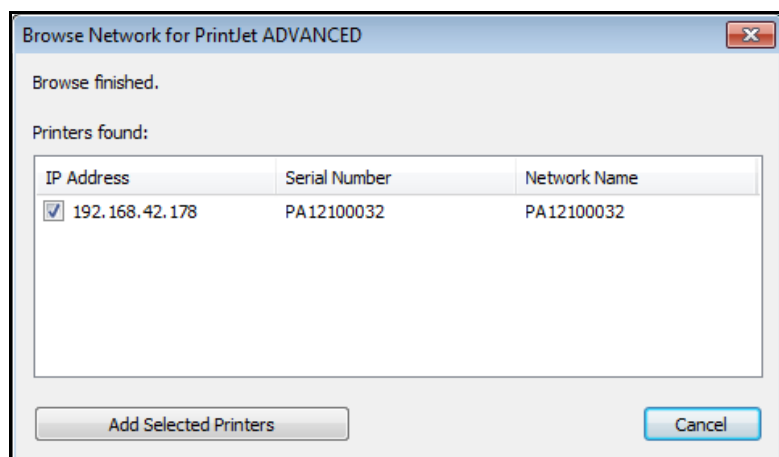 Browse Network for PrintJet ADVANCED
Browse finished.
Printers found:
IP Address Serial Number Network Name
192.168.42.178 PA12100032 PA12100032
Add Selected Printers Cancel